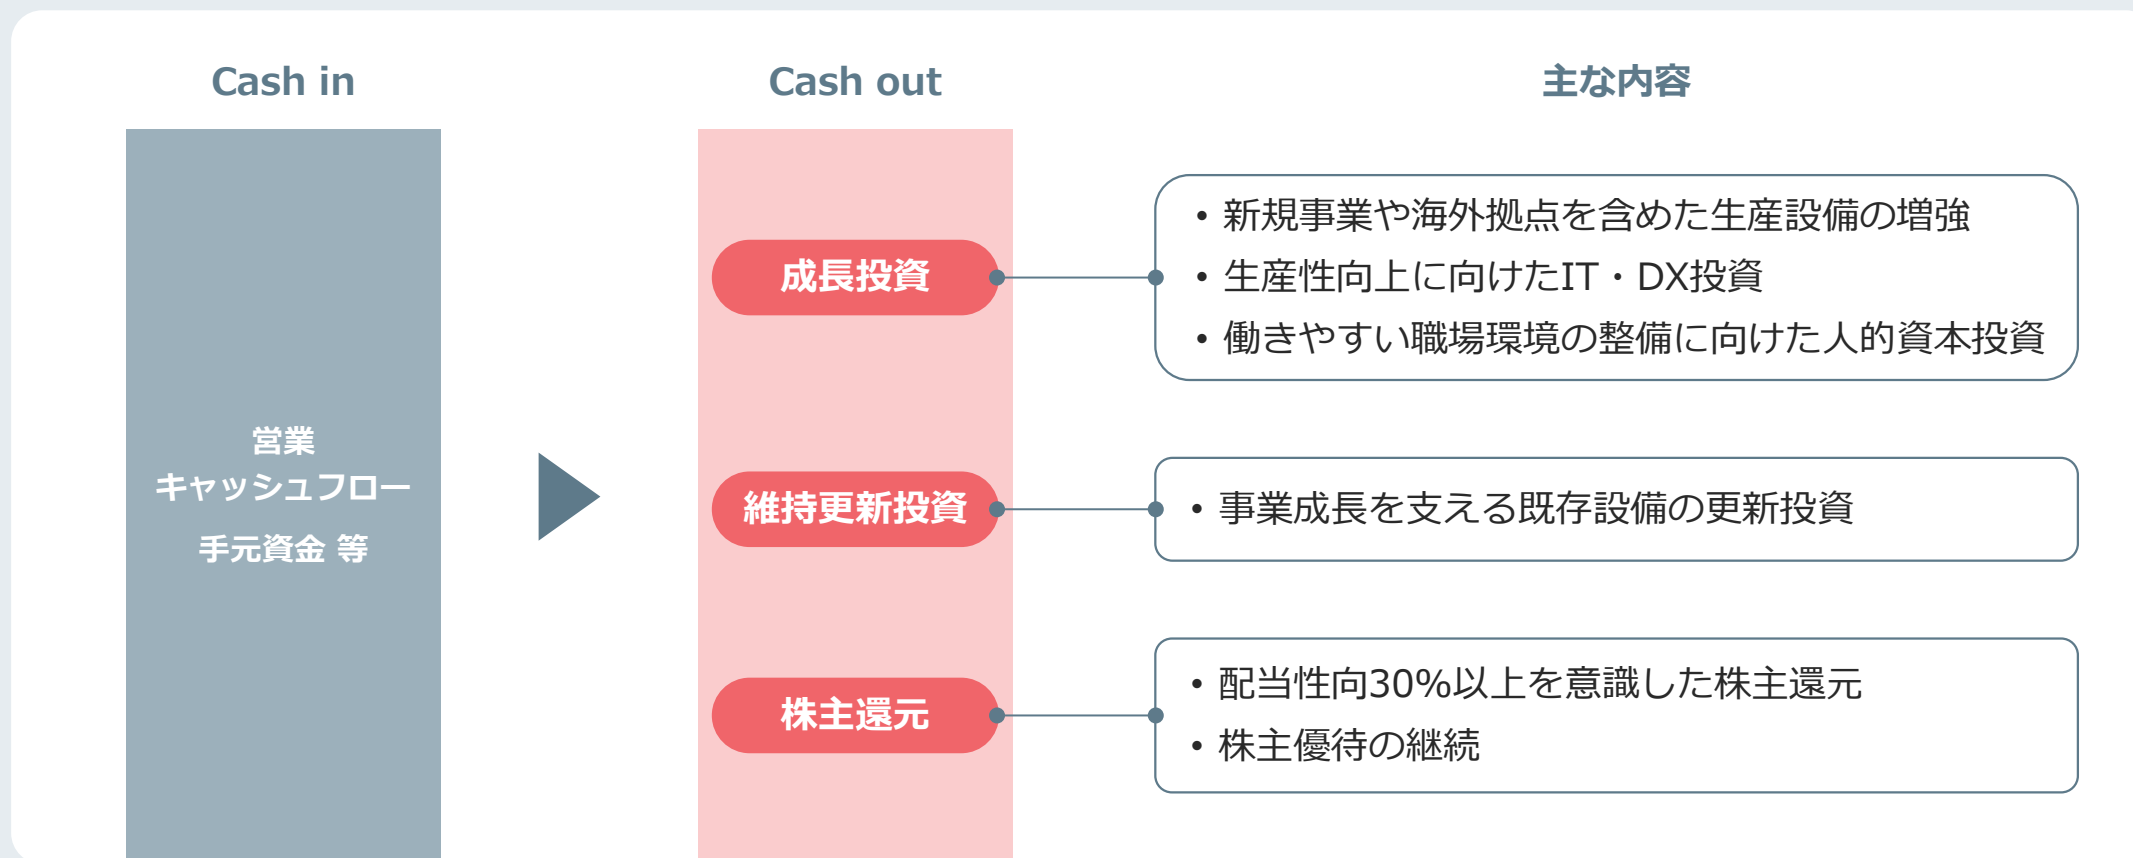 Cash in
Cash out
主な内容
営業
キャッシュフロー
手元資金 等
成長投資
・新規事業や海外拠点を含めた生産設備の増強
・生産性向上に向けたIT・DX投資
・働きやすい職場環境の整備に向けた人的資本投資
維持更新投資
・事業成長を支える既存設備の更新投資
株主還元
・配当性向30%以上を意識した株主還元
・株主優待の継続